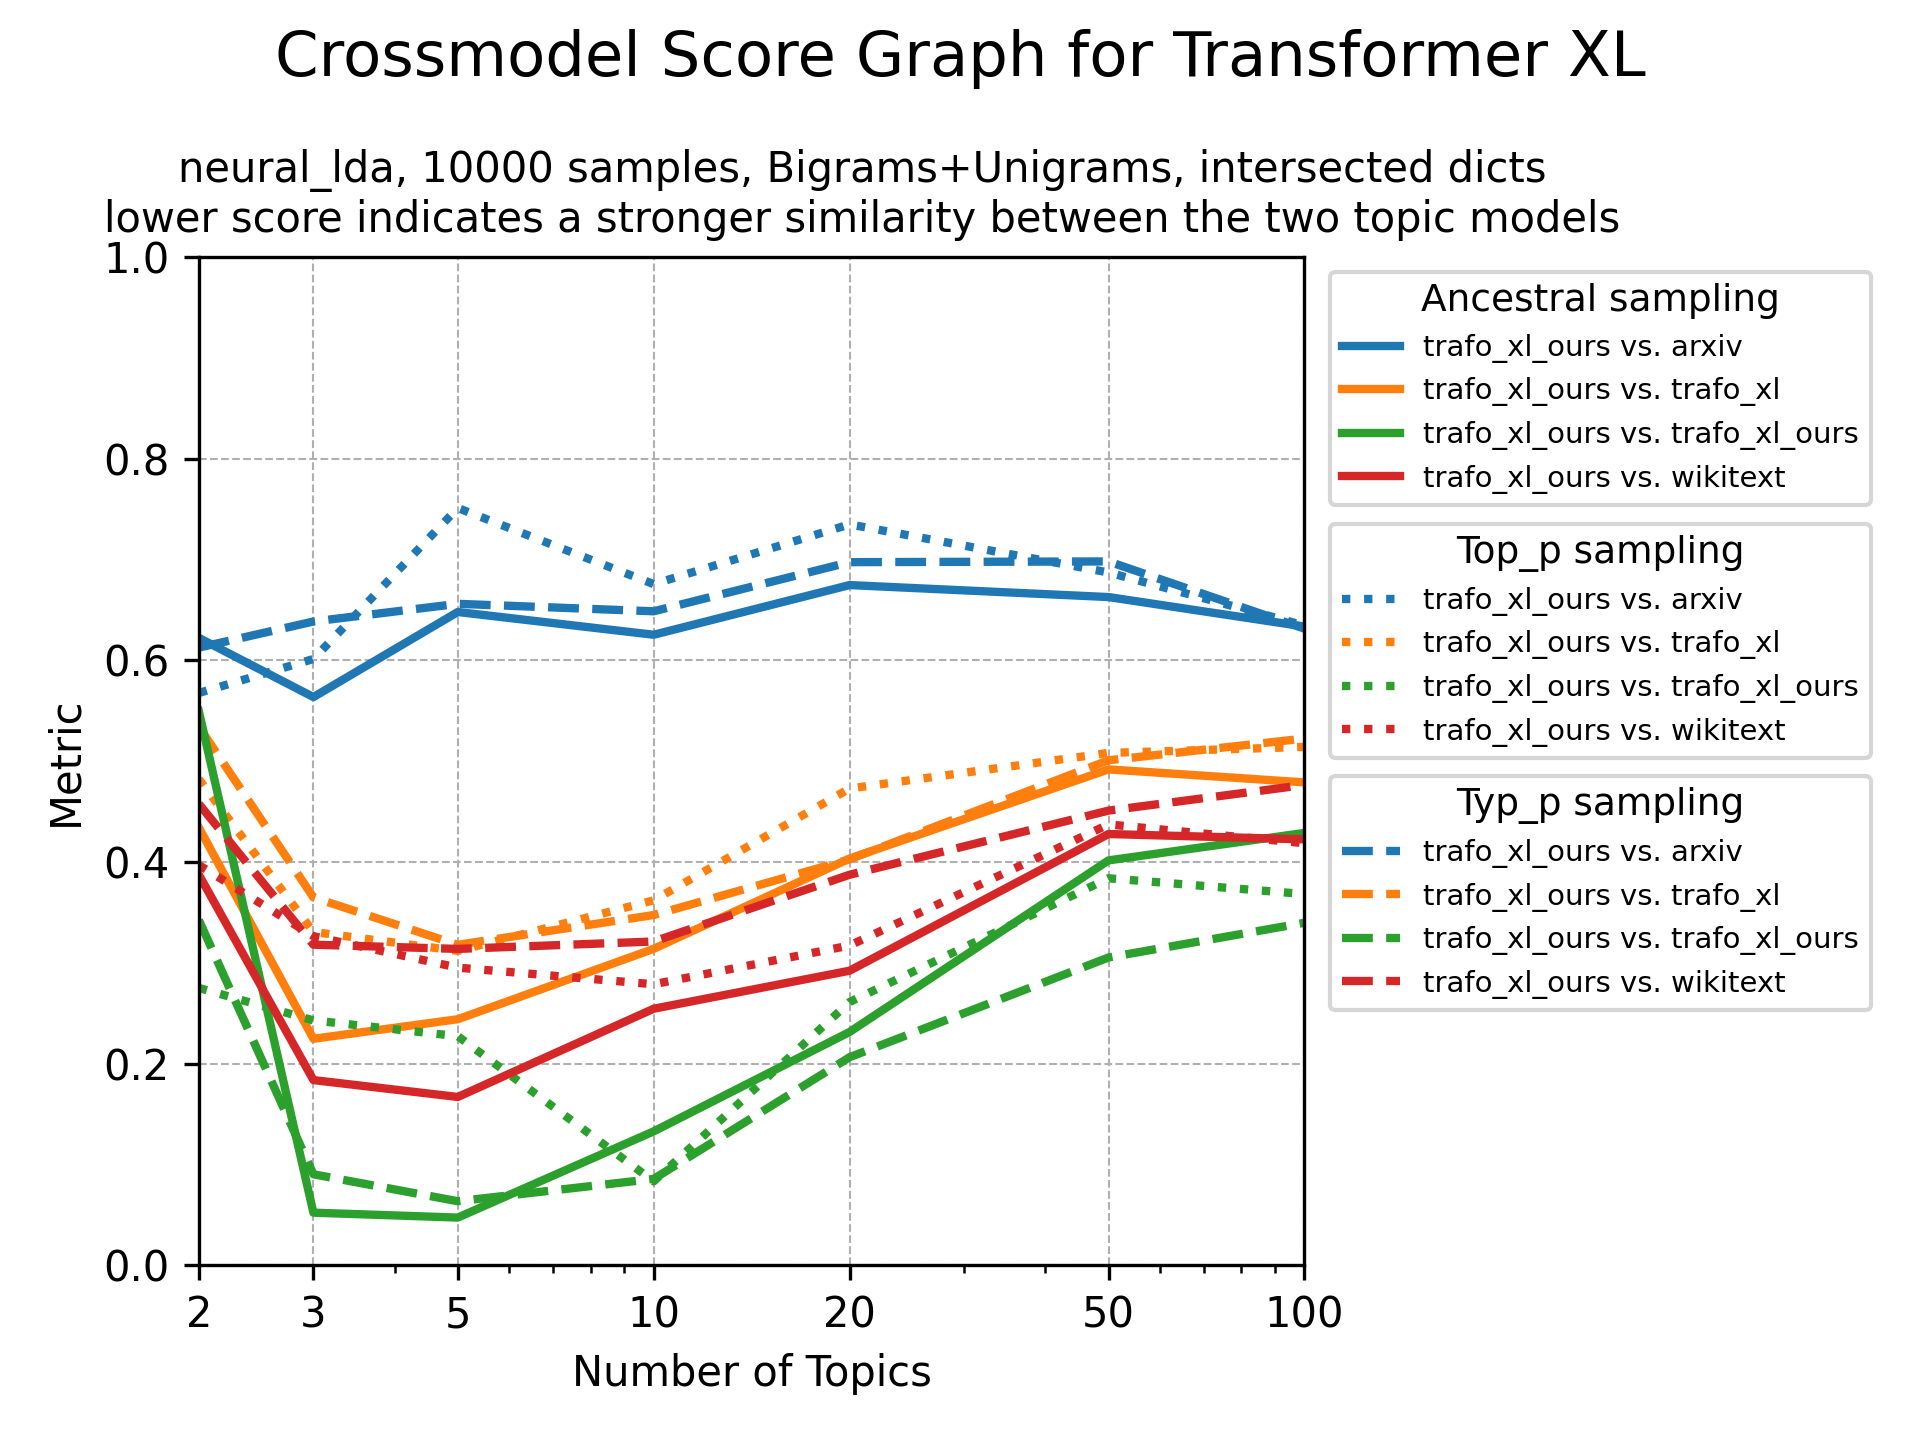 Crossmodel Score Graph for Transformer XL
neural_lda, 10000 samples, Bigrams+Unigrams, intersected dicts
lower score indicates a stronger similarity between the two topic models
1.0
0.8
0.6
0.4
0.2
0.0
Metric
2 3 5 10 20 50 100
Number of Topics
Ancestral sampling
trafo_xl_ours vs. arxiv
trafo_xl_ours vs. trafo_xl
trafo_xl_ours vs. trafo_xl_ours
trafo_xl_ours vs. wikitext
Top_p sampling
trafo_xl_ours vs. arxiv
trafo_xl_ours vs. trafo_xl
trafo_xl_ours vs. trafo_xl_ours
trafo_xl_ours vs. wikitext
Typ_p sampling
trafo_xl_ours vs. arxiv
trafo_xl_ours vs. trafo_xl
trafo_xl_ours vs. trafo_xl_ours
trafo_xl_ours vs. wikitext